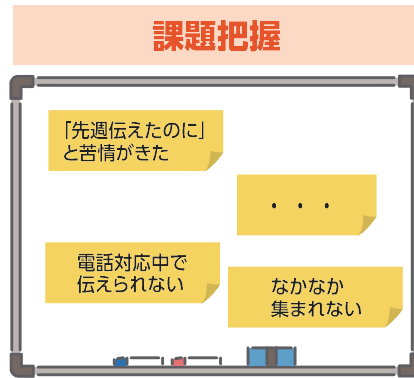 課題把握
「先週伝えたのに」
と苦情がきた
・・・
電話対応中で
伝えられない
なかなか
集まれない